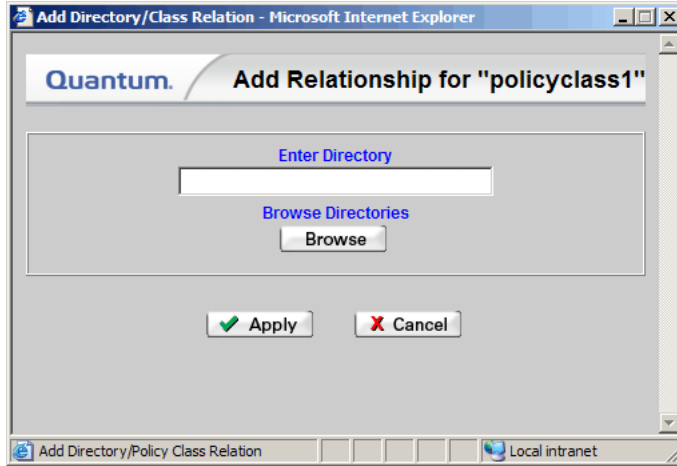 Add Directory/Class Relation - Microsoft Internet Explorer
Quantum. Add Relationship for "policyclass1"
Enter Directory
Browse Directories
Browse
Apply Cancel
Add Directory/Policy Class Relation Local intranet